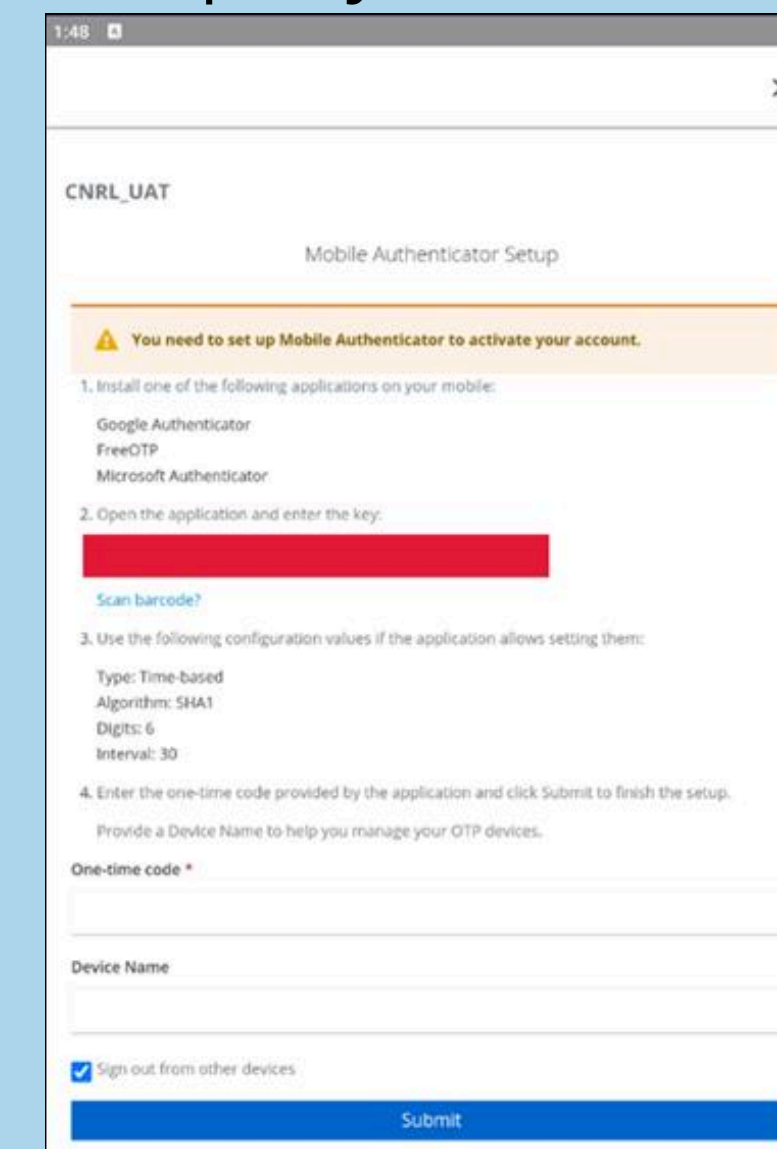 1:48
CNRL_UAT
Mobile Authenticator Setup
You need to set up Mobile Authenticator to activate your account.
1. Install one of the following applications on your mobile:
Google Authenticator
FreeOTP
Microsoft Authenticator
2. Open the application and enter the key:
Scan barcode?
3. Use the following configuration values if the application allows setting them:
Type: Time-based
Algorithm: SHA1
Digits: 6
Interval: 30
4. Enter the one-time code provided by the application and click Submit to finish the setup.
Provide a Device Name to help you manage your OTP devices.
One-time code *
Device Name
Sign out from other devices
Submit